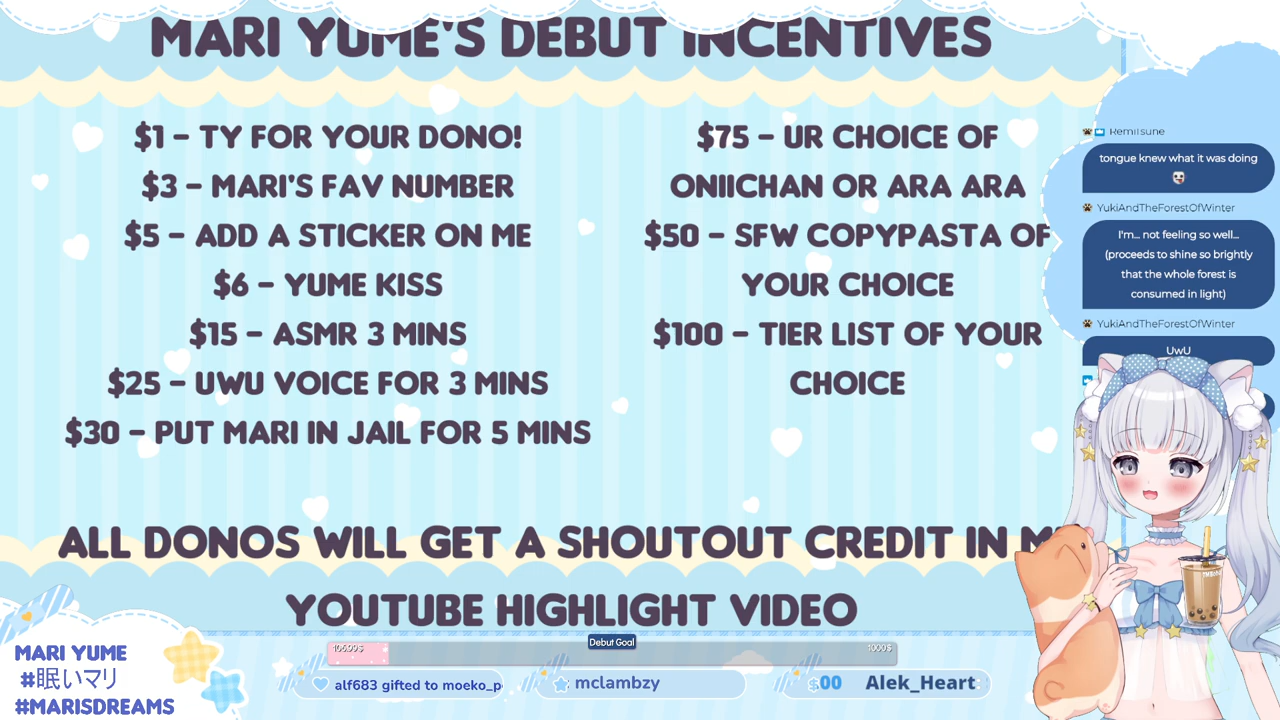 MARI YUME'S DEBUT INCENTIVES
$1 - TY FOR YOUR DONO!
$3 - MARI'S FAV NUMBER
$5 - ADD A STICKER ON ME
$6 - YUME KISS
$15 - ASMR 3 MINS
$25 - UWU VOICE FOR 3 MINS
$30 - PUT MARI IN JAIL FOR 5 MINS
$75 - UR CHOICE OF
ONIICHAN OR ARA ARA
$50 - SFW COPYPASTA OF
YOUR CHOICE
$100 - TIER LIST OF YOUR
CHOICE
ALL DONOS WILL GET A SHOUTOUT CREDIT IN
YOUTUBE HIGHLIGHT VIDEO
RemiTsune
tongue knew what it was doing
YukiAndTheForestOfWinter
I'm... not feeling so well...
(proceeds to shine so brightly
that the whole forest is
consumed in light)
YukiAndTheForestOfWinter
UwU
Debut Goal
106.99$
1000$
MARI YUME
#眠いマリ
#MARISDREAMS
alf683 gifted to moeko_p
mclambzy
$00 Alek_Heart